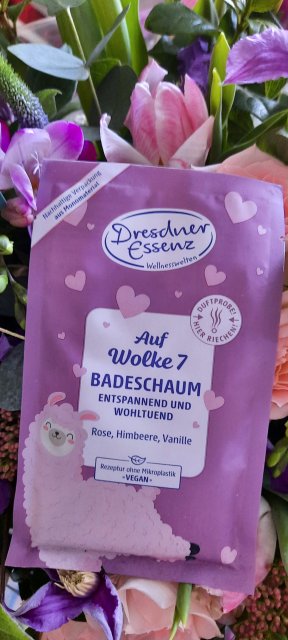 Nachhaltige Verpackung
aus Monomaterial
Dresdner
Essenz
Wellnesswelten
DUFTPROBE!
HIER RIECHEN!
Auf
Wolke 7
BADESCHAUM
ENTSPANNEND UND
WOHLTUEND
Rose, Himbeere, Vanille
Rezeptur ohne Mikroplastik
-VEGAN-